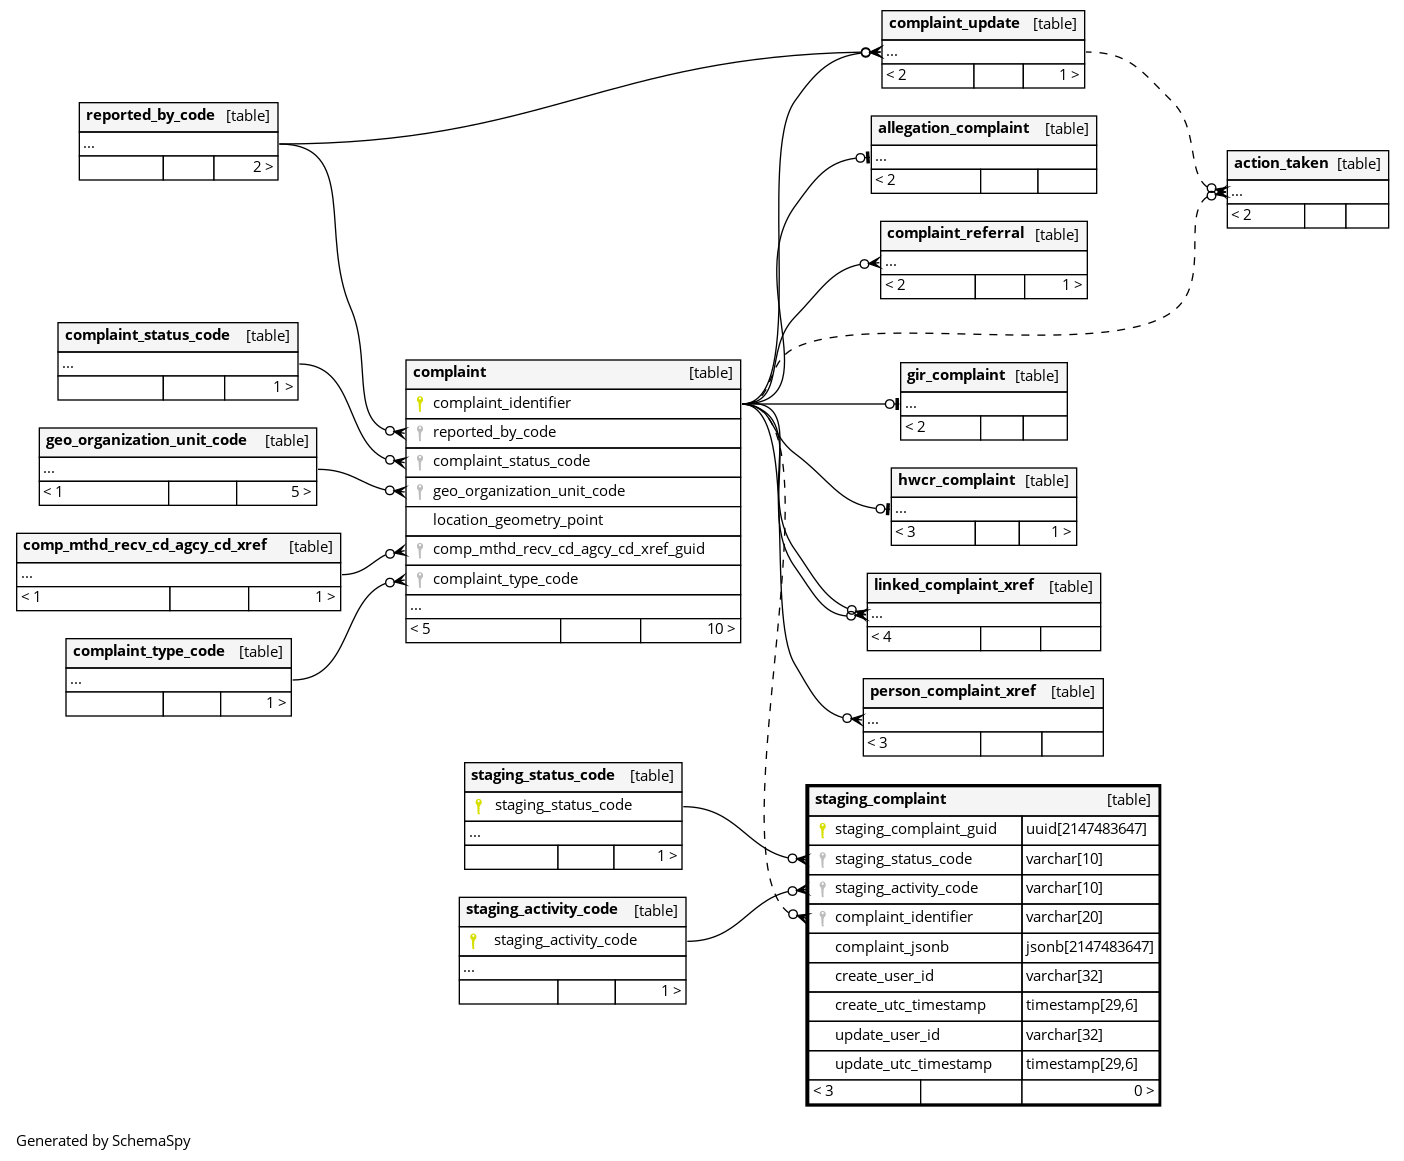 complaint_update [table]
...
< 2 1 >
reported_by_code [table]
...
2 >
allegation_complaint [table]
...
< 2
action_taken [table]
...
< 2
complaint_referral [table]
...
< 2 1 >
complaint_status_code [table]
...
1 >
complaint [table]
complaint_identifier
reported_by_code
complaint_status_code
geo_organization_unit_code
location_geometry_point
comp_mthd_recv_cd_agcy_cd_xref_guid
complaint_type_code
...
< 5 10 >
gir_complaint [table]
...
< 2
geo_organization_unit_code [table]
...
< 1 5 >
hwcr_complaint [table]
...
< 3 1 >
comp_mthd_recv_cd_agcy_cd_xref [table]
...
< 1 1 >
linked_complaint_xref [table]
...
< 4
complaint_type_code [table]
...
1 >
person_complaint_xref [table]
...
< 3
staging_status_code [table]
staging_status_code
...
1 >
staging_complaint [table]
staging_complaint_guid uuid[2147483647]
staging_status_code varchar[10]
staging_activity_code varchar[10]
complaint_identifier varchar[20]
complaint_jsonb jsonb[2147483647]
create_user_id varchar[32]
create_utc_timestamp timestamp[29,6]
update_user_id varchar[32]
update_utc_timestamp timestamp[29,6]
< 3 0 >
staging_activity_code [table]
staging_activity_code
...
1 >
Generated by SchemaSpy